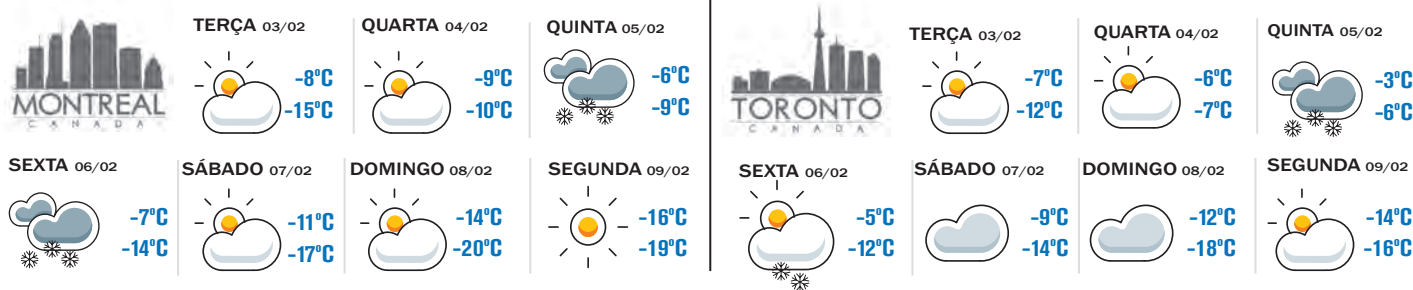 MONTREAL
CANADA
TERÇA 03/02
-8ºC
-15ºC
QUARTA 04/02
-9ºC
-10ºC
QUINTA 05/02
-6ºC
-9ºC
SEXTA 06/02
-7ºC
-14ºC
SÁBADO 07/02
-11ºC
-17ºC
DOMINGO 08/02
-14ºC
-20ºC
SEGUNDA 09/02
-16ºC
-19ºC
TORONTO
CANADA
TERÇA 03/02
-7ºC
-12ºC
QUARTA 04/02
-6ºC
-7ºC
QUINTA 05/02
-3ºC
-6ºC
SEXTA 06/02
-5ºC
-12ºC
SÁBADO 07/02
-9ºC
-14ºC
DOMINGO 08/02
-12ºC
-18ºC
SEGUNDA 09/02
-14ºC
-16ºC